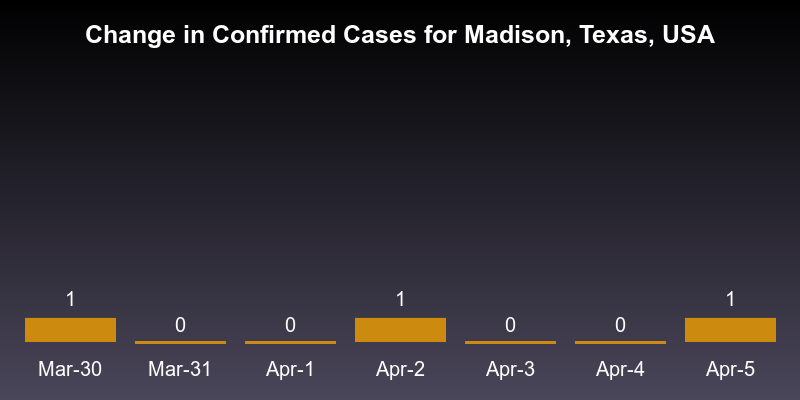 Change in Confirmed Cases for Madison, Texas, USA
1 0 0 1 0 0 1
Mar-30 Mar-31 Apr-1 Apr-2 Apr-3 Apr-4 Apr-5